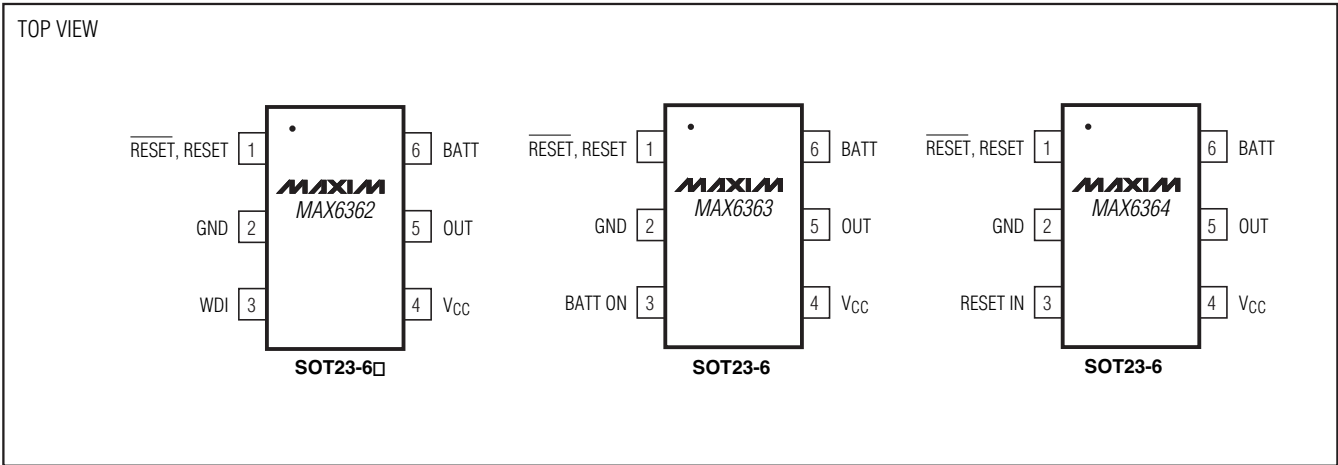 TOP VIEW
RESET, RESET 1
6 BATT
MAXIM
MAX6362
GND 2
5 OUT
WDI 3
4 VCC
SOT23-6□
RESET, RESET 1
6 BATT
MAXIM
MAX6363
GND 2
5 OUT
BATT ON 3
4 VCC
SOT23-6
RESET, RESET 1
6 BATT
MAXIM
MAX6364
GND 2
5 OUT
RESET IN 3
4 VCC
SOT23-6